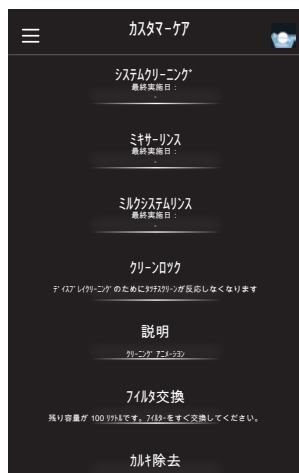 カスタマーケア
システムクリーニング
最終実施日：
-
ミキサーリンス
最終実施日：
-
ミルクシステムリンス
最終実施日：
-
クリーンロック
ディスプレイクリーニングのためにタッチスクリーンが反応しなくなります
説明
クリーニング アニメーション
フィルタ交換
残り容量が 100 リットルです。フィルターをすぐ交換してください。
カルキ除去